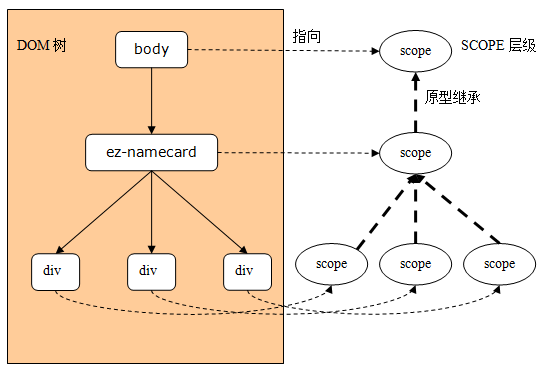 DOM 树
body
指向
scope
SCOPE 层级
原型继承
ez-namecard
scope
div
div
div
scope
scope
scope